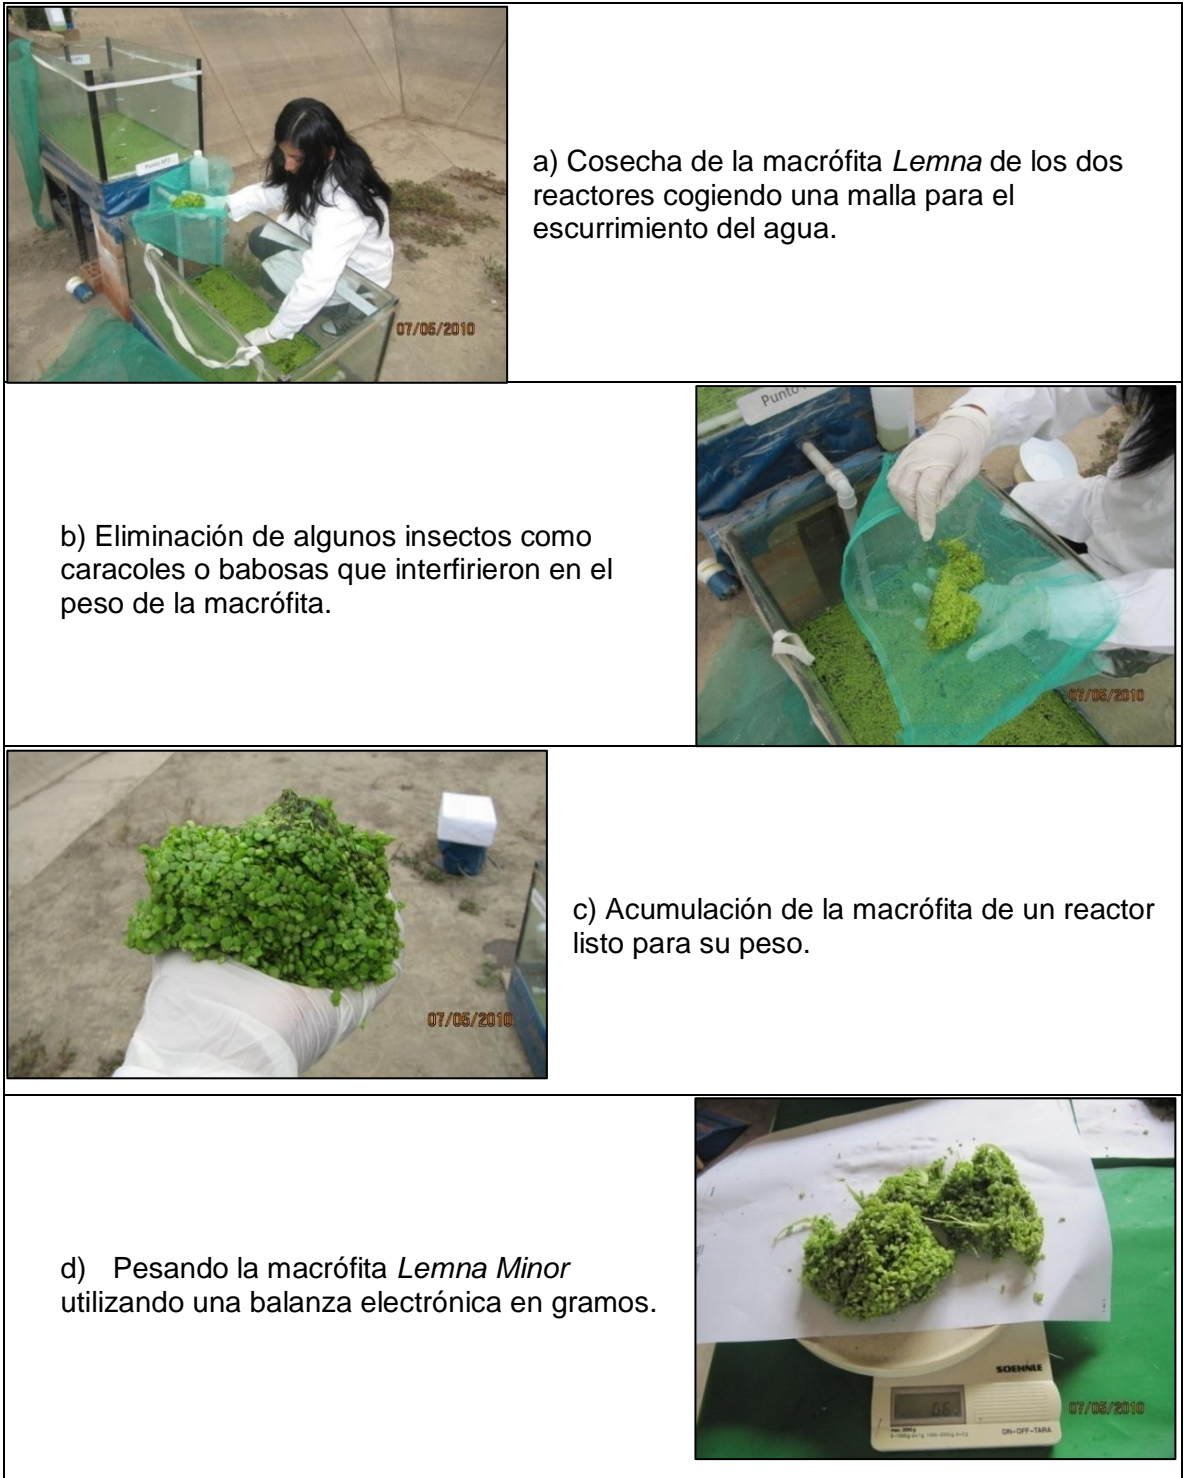 Punto N°2
07/05/2010
a) Cosecha de la macrófita Lemna de los dos
reactores cogiendo una malla para el
escurrimiento del agua.
b) Eliminación de algunos insectos como
caracoles o babosas que interfirieron en el
peso de la macrófita.
Punto
07/05/2010
07/05/2010
c) Acumulación de la macrófita de un reactor
listo para su peso.
d) Pesando la macrófita Lemna Minor
utilizando una balanza electrónica en gramos.
SOEHNLE
ON-OFF-TARA
07/05/2010